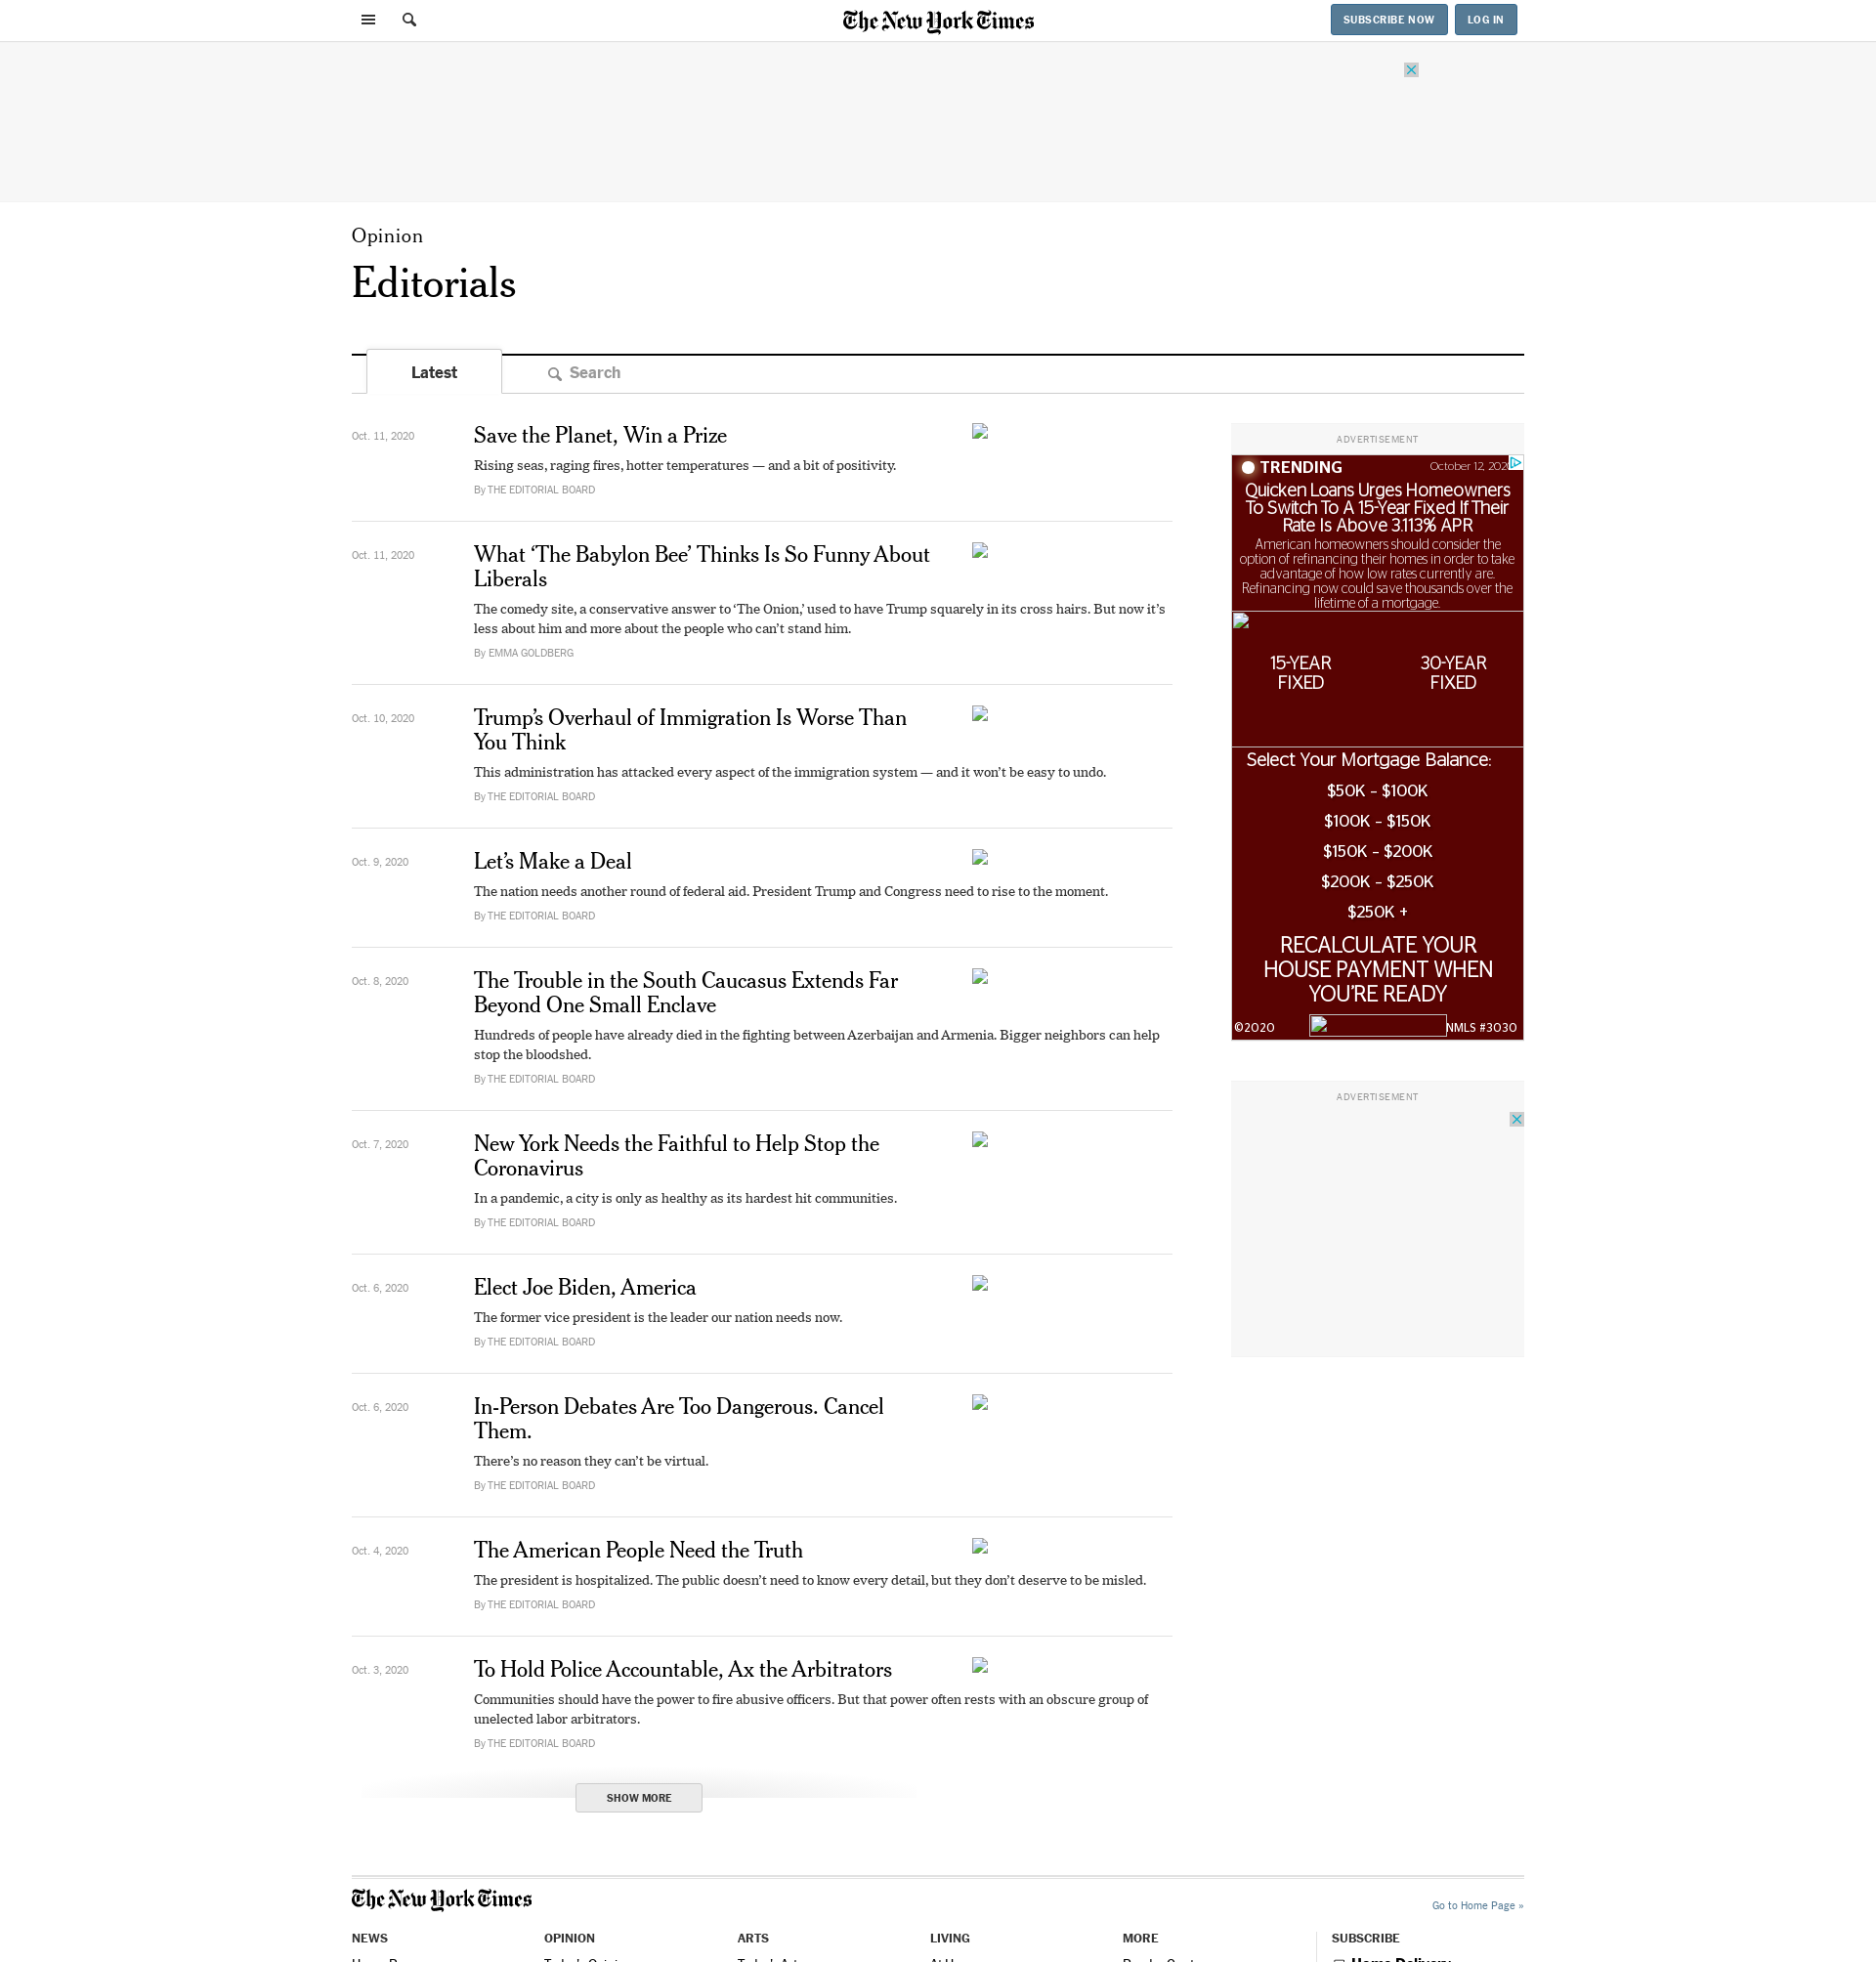 The New York Times
SUBSCRIBE NOW
LOG IN
Opinion
Editorials
Latest
Search
Oct. 11, 2020
Save the Planet, Win a Prize
Rising seas, raging fires, hotter temperatures — and a bit of positivity.
By THE EDITORIAL BOARD
Oct. 11, 2020
What ‘The Babylon Bee’ Thinks Is So Funny About
Liberals
The comedy site, a conservative answer to ‘The Onion,’ used to have Trump squarely in its cross hairs. But now it’s
less about him and more about the people who can’t stand him.
By EMMA GOLDBERG
Oct. 10, 2020
Trump’s Overhaul of Immigration Is Worse Than
You Think
This administration has attacked every aspect of the immigration system — and it won’t be easy to undo.
By THE EDITORIAL BOARD
Oct. 9, 2020
Let’s Make a Deal
The nation needs another round of federal aid. President Trump and Congress need to rise to the moment.
By THE EDITORIAL BOARD
Oct. 8, 2020
The Trouble in the South Caucasus Extends Far
Beyond One Small Enclave
Hundreds of people have already died in the fighting between Azerbaijan and Armenia. Bigger neighbors can help
stop the bloodshed.
By THE EDITORIAL BOARD
Oct. 7, 2020
New York Needs the Faithful to Help Stop the
Coronavirus
In a pandemic, a city is only as healthy as its hardest hit communities.
By THE EDITORIAL BOARD
Oct. 6, 2020
Elect Joe Biden, America
The former vice president is the leader our nation needs now.
By THE EDITORIAL BOARD
Oct. 6, 2020
In-Person Debates Are Too Dangerous. Cancel
Them.
There’s no reason they can’t be virtual.
By THE EDITORIAL BOARD
Oct. 4, 2020
The American People Need the Truth
The president is hospitalized. The public doesn’t need to know every detail, but they don’t deserve to be misled.
By THE EDITORIAL BOARD
Oct. 3, 2020
To Hold Police Accountable, Ax the Arbitrators
Communities should have the power to fire abusive officers. But that power often rests with an obscure group of
unelected labor arbitrators.
By THE EDITORIAL BOARD
SHOW MORE
ADVERTISEMENT
TRENDING
October 12, 2020
Quicken Loans Urges Homeowners
To Switch To A 15-Year Fixed If Their
Rate Is Above 3.113% APR
American homeowners should consider the
option of refinancing their homes in order to take
advantage of how low rates currently are.
Refinancing now could save thousands over the
lifetime of a mortgage.
15-YEAR
FIXED
30-YEAR
FIXED
Select Your Mortgage Balance:
$50K - $100K
$100K - $150K
$150K - $200K
$200K - $250K
$250K +
RECALCULATE YOUR
HOUSE PAYMENT WHEN
YOU’RE READY
©2020
NMLS #3030
ADVERTISEMENT
The New York Times
Go to Home Page »
NEWS
OPINION
ARTS
LIVING
MORE
SUBSCRIBE
Home Delivery